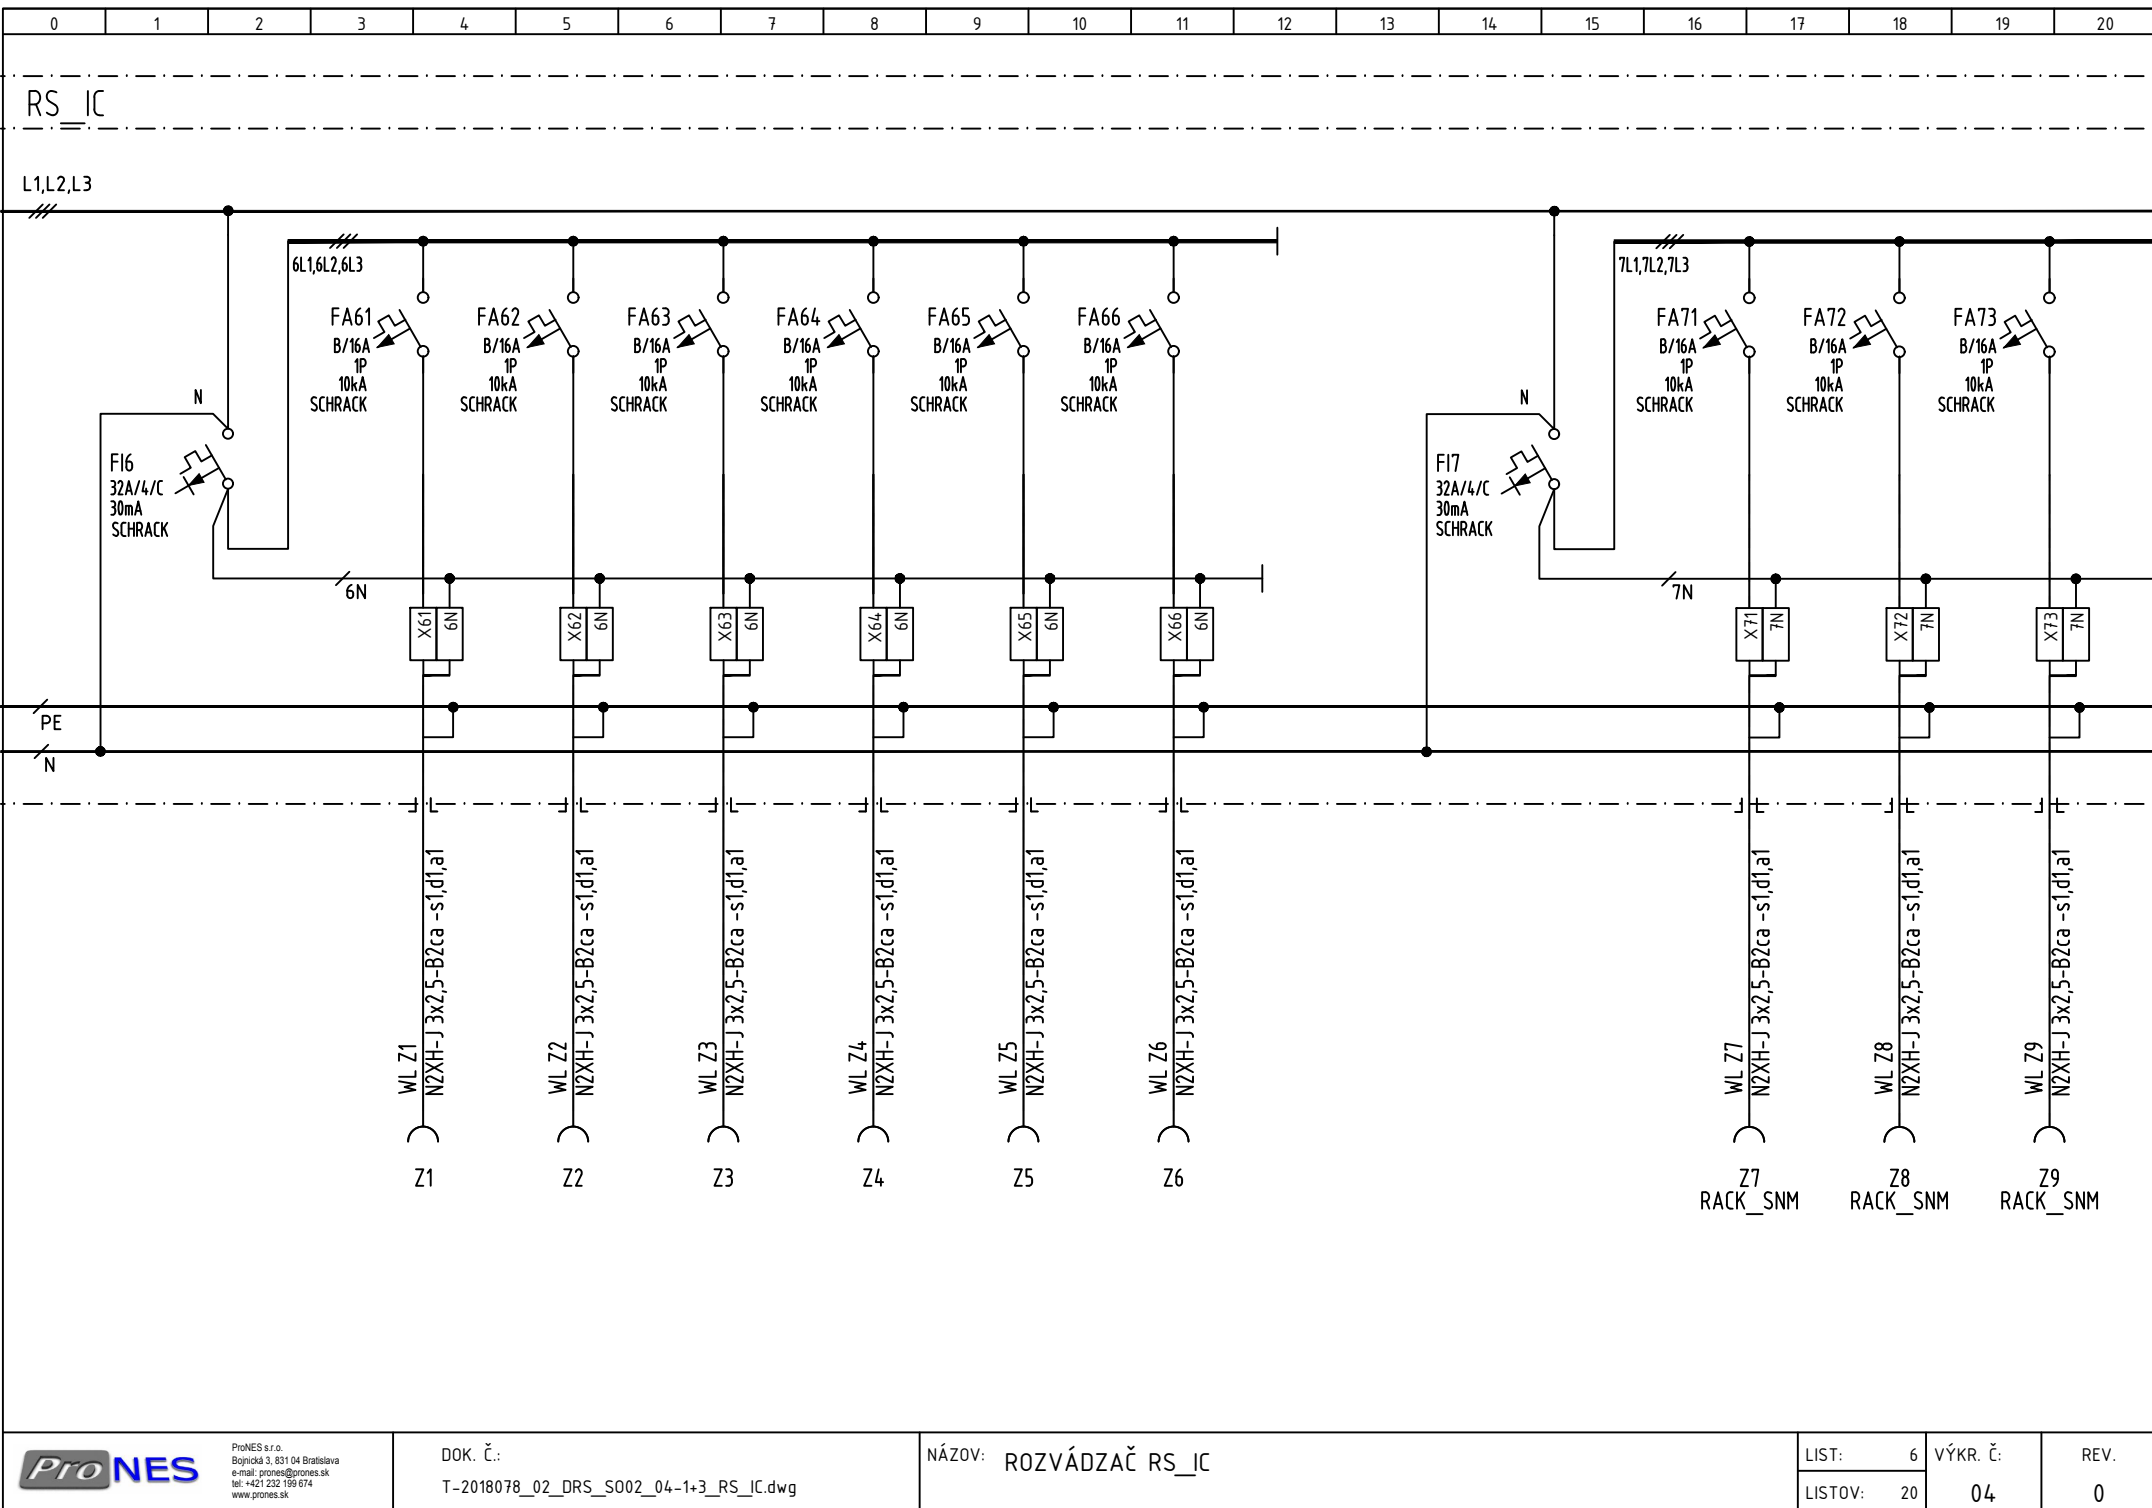 0 1 2 3 4 5 6 7 8 9 10 11 12 13 14 15 16 17 18 19 20
RS_IC
L1,L2,L3
6L1,6L2,6L3
7L1,7L2,7L3
FA61
B/16A
1P
10kA
SCHRACK
FA62
B/16A
1P
10kA
SCHRACK
FA63
B/16A
1P
10kA
SCHRACK
FA64
B/16A
1P
10kA
SCHRACK
FA65
B/16A
1P
10kA
SCHRACK
FA66
B/16A
1P
10kA
SCHRACK
FA71
B/16A
1P
10kA
SCHRACK
FA72
B/16A
1P
10kA
SCHRACK
FA73
B/16A
1P
10kA
SCHRACK
N
FI6
32A/4/C
30mA
SCHRACK
N
FI7
32A/4/C
30mA
SCHRACK
6N
7N
X61 6N
X62 6N
X63 6N
X64 6N
X65 6N
X66 6N
X71 7N
X72 7N
X73 7N
PE
N
WL Z1
N2XH-J 3x2,5-B2ca -s1,d1,a1
WL Z2
N2XH-J 3x2,5-B2ca -s1,d1,a1
WL Z3
N2XH-J 3x2,5-B2ca -s1,d1,a1
WL Z4
N2XH-J 3x2,5-B2ca -s1,d1,a1
WL Z5
N2XH-J 3x2,5-B2ca -s1,d1,a1
WL Z6
N2XH-J 3x2,5-B2ca -s1,d1,a1
WL Z7
N2XH-J 3x2,5-B2ca -s1,d1,a1
WL Z8
N2XH-J 3x2,5-B2ca -s1,d1,a1
WL Z9
N2XH-J 3x2,5-B2ca -s1,d1,a1
Z1
Z2
Z3
Z4
Z5
Z6
Z7
RACK_SNM
Z8
RACK_SNM
Z9
RACK_SNM
Pro NES
ProNES s.r.o.
Bojnická 3, 831 04 Bratislava
e-mail: prones@prones.sk
tel: +421 232 199 674
www.prones.sk
DOK. Č.:
T-2018078_02_DRS_SO02_04-1+3_RS_IC.dwg
NÁZOV: ROZVÁDZAČ RS_IC
LIST: 6
LISTOV: 20
VÝKR. Č:
04
REV.
0